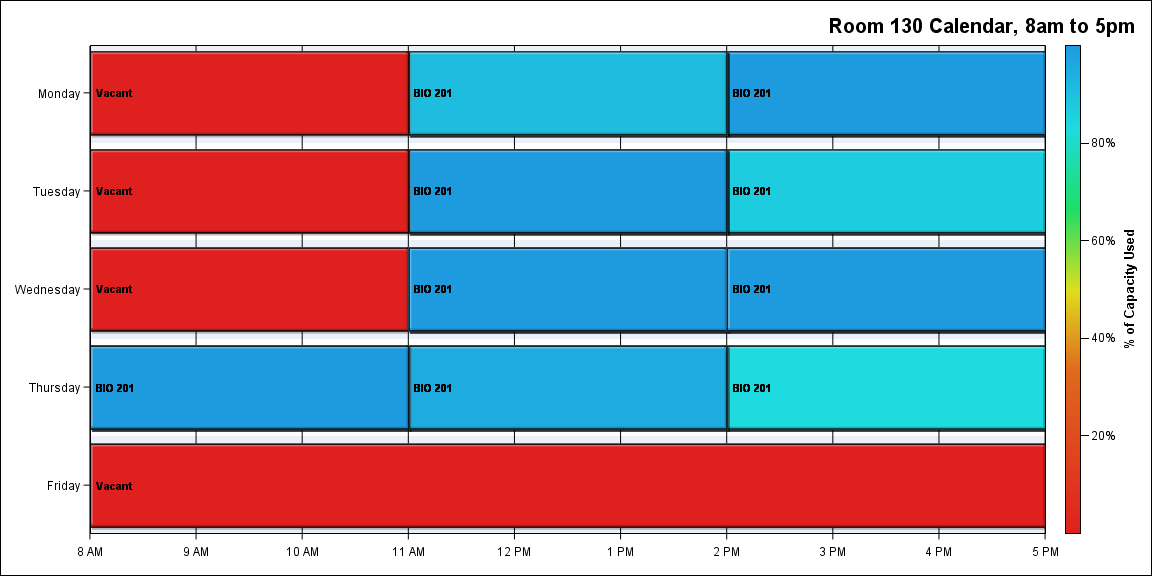 Room 130 Calendar, 8am to 5pm
Monday
Vacant
BIO 201
BIO 201
Tuesday
Vacant
BIO 201
BIO 201
Wednesday
Vacant
BIO 201
BIO 201
Thursday
BIO 201
BIO 201
BIO 201
Friday
Vacant
8 AM
9 AM
10 AM
11 AM
12 PM
1 PM
2 PM
3 PM
4 PM
5 PM
80%
60%
40%
20%
% of Capacity Used